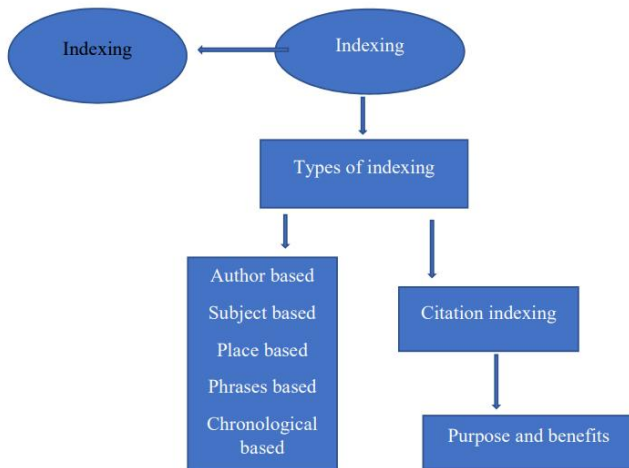 Indexing
Indexing
Types of indexing
Author based
Subject based
Place based
Phrases based
Chronological
based
Citation indexing
Purpose and benefits